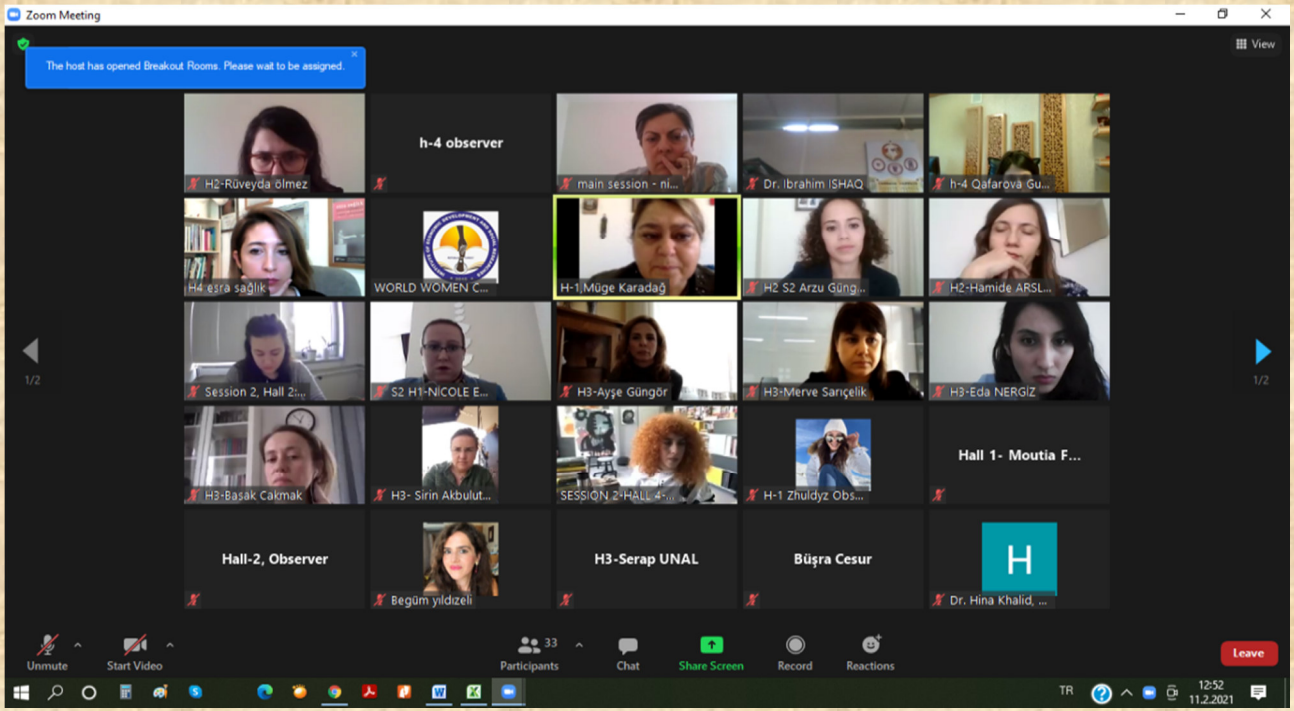 Zoom Meeting
View
The host has opened Breakout Rooms. Please wait to be assigned.
H2-Rüveyda ölmez
h-4 observer
main session - ni...
Dr. Ibrahim ISHAQ
h-4 Qafarova Gu...
H4 esra sağlık
WORLD WOMEN C...
H-1,Müge Karadağ
H2 S2 Arzu Güng...
H2-Hamide ARSL...
Session 2, Hall 2:...
S2 H1-NİCOLE E...
H3-Ayşe Güngör
H3-Merve Sarıçelik
H3-Eda NERGİZ
1/2
1/2
H3-Basak Cakmak
H3- Sirin Akbulut...
SESSION 2-HALL 4-...
H-1 Zhuldyz Obs...
Hall 1- Moutia F...
Hall-2, Observer
Begüm yıldızeli
H3-Serap UNAL
Büşra Cesur
H
Dr. Hina Khalid, ...
33
Unmute
Start Video
Participants
Chat
Share Screen
Record
Reactions
Leave
TR
12:52
11.2.2021